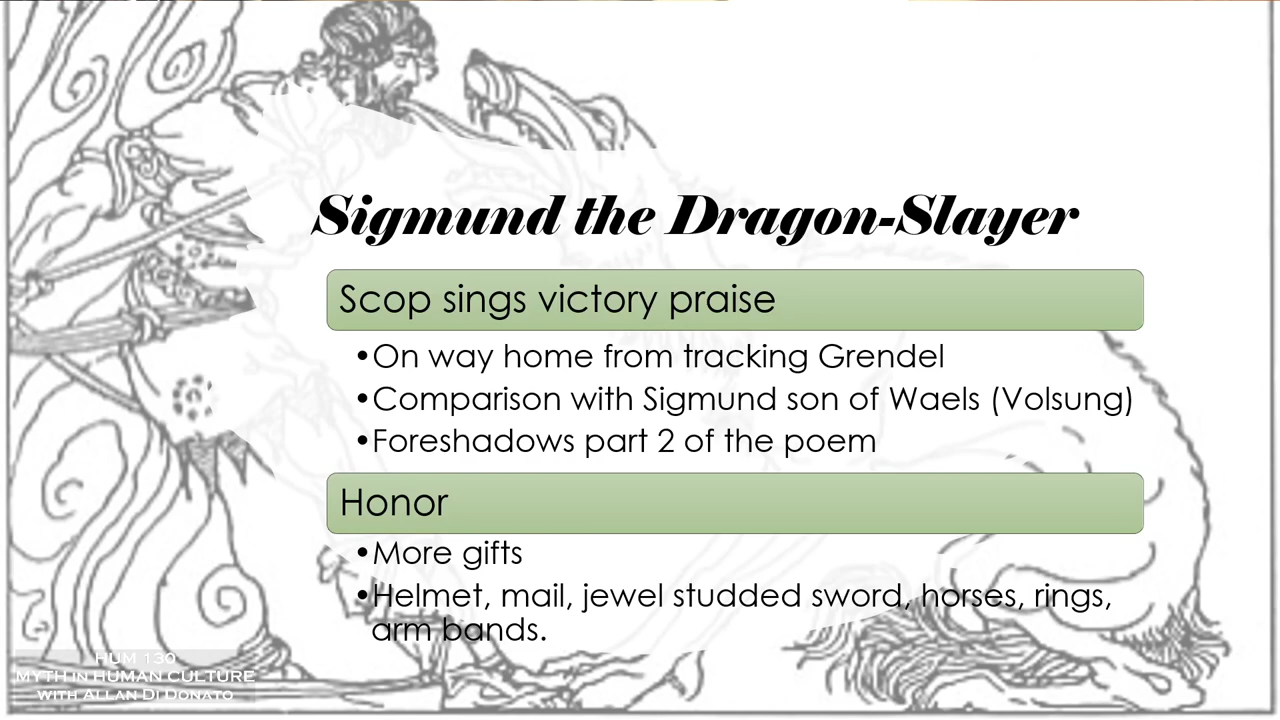 Sigmund the Dragon-Slayer
Scop sings victory praise
•On way home from tracking Grendel
•Comparison with Sigmund son of Waels (Volsung)
•Foreshadows part 2 of the poem
Honor
•More gifts
•Helmet, mail, jewel studded sword, horses, rings,
arm bands.
HUM 130
MYTH in HUMAN CULTURE
WITH ALLAN DI DONATO